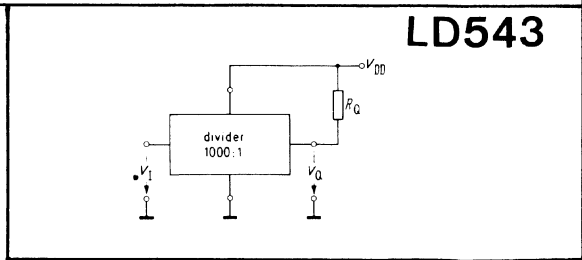 LD543
V_DD
R_Q
divider
1000:1
V_I
V_Q